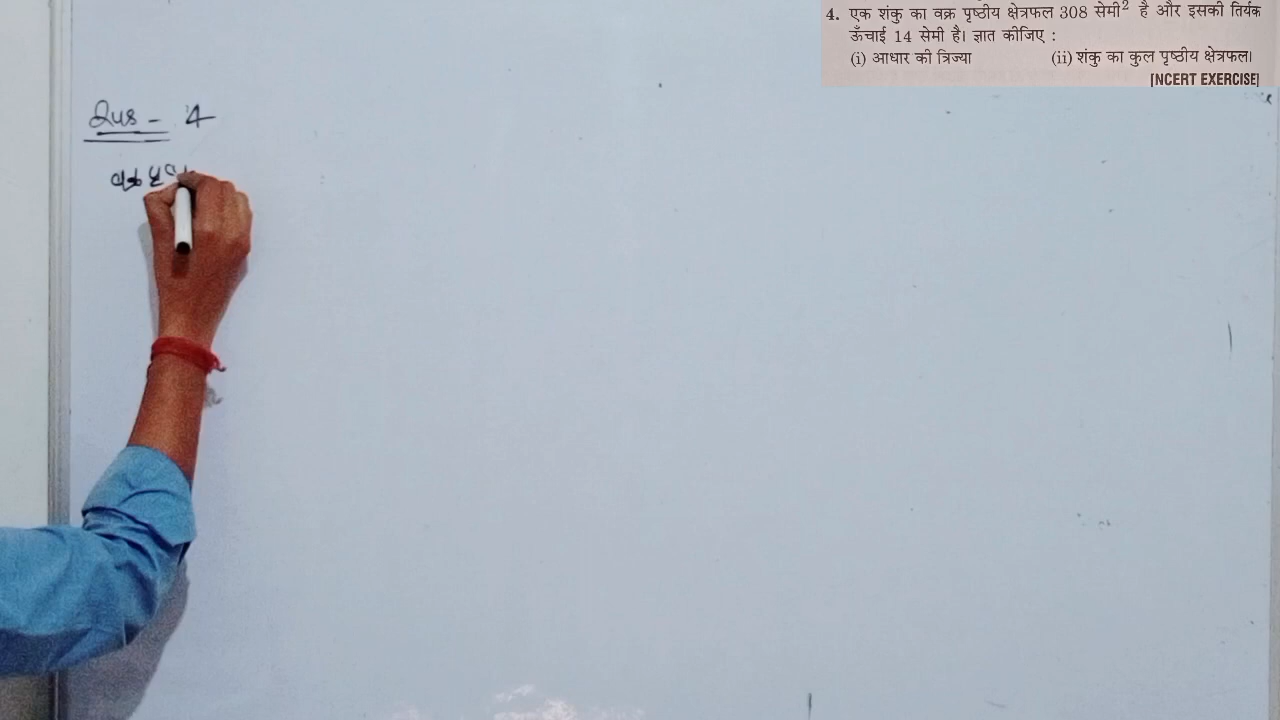 4. एक शंकु का वक्र पृष्ठीय क्षेत्रफल 308 सेमी² है और इसकी तिर्यक
ऊँचाई 14 सेमी है। ज्ञात कीजिए :
(i) आधार की त्रिज्या (ii) शंकु का कुल पृष्ठीय क्षेत्रफल।
[NCERT EXERCISE]
Qus - 4
वक्र